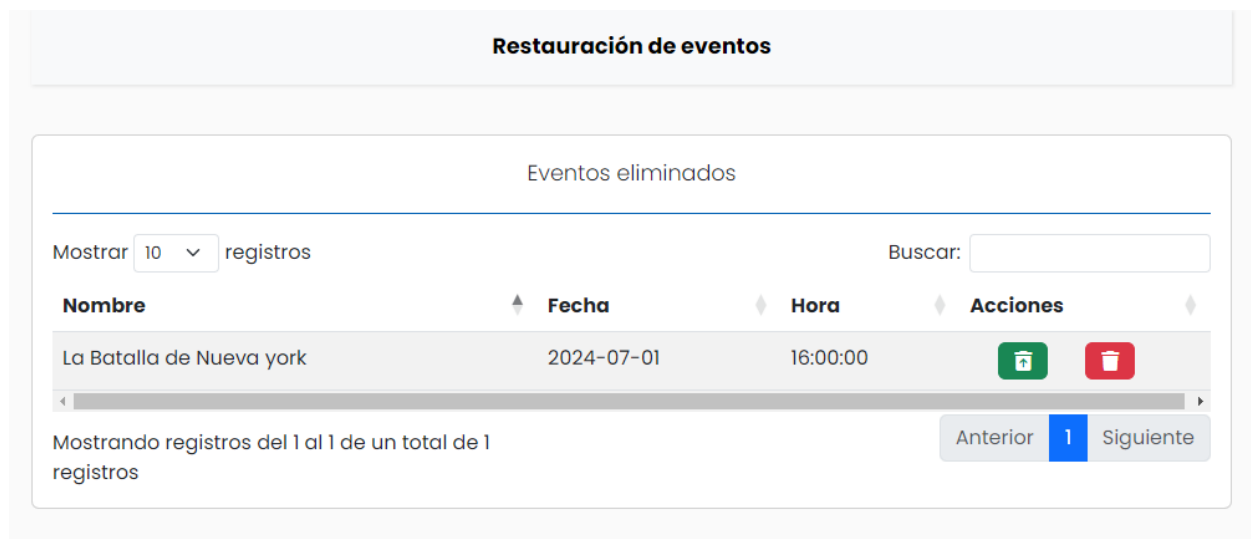 Restauración de eventos
Eventos eliminados
Mostrar 10 registros Buscar:
Nombre Fecha Hora Acciones
La Batalla de Nueva york 2024-07-01 16:00:00
Mostrando registros del 1 al 1 de un total de 1
registros
Anterior 1 Siguiente